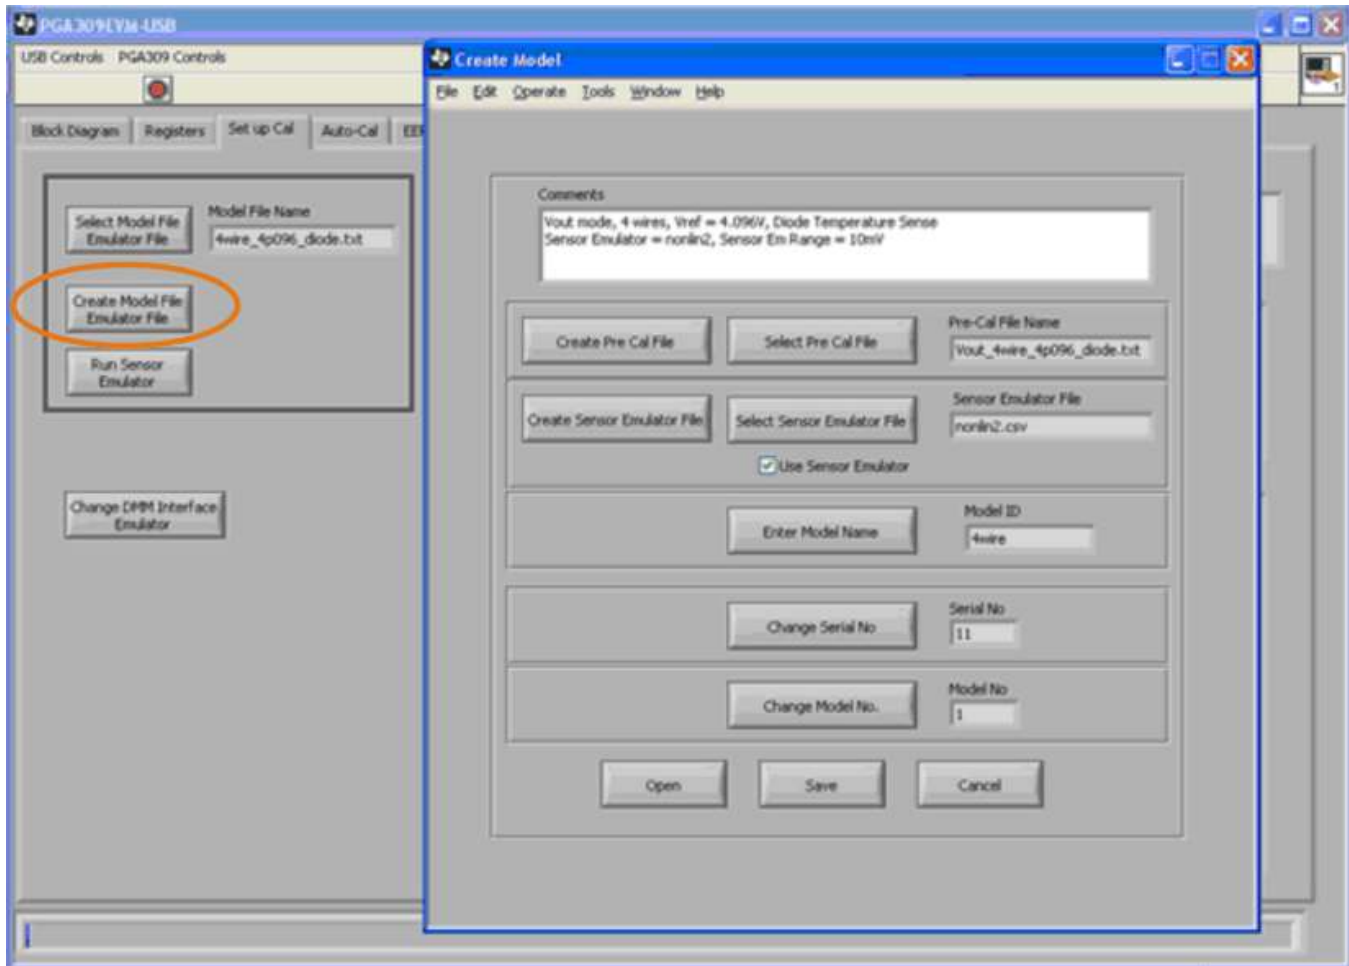 PGA309EVM-USB
USB Controls PGA309 Controls
Block Diagram Registers Set up Cal Auto-Cal
Select Model File
Emulator File
Model File Name
4wire_4p096_diode.txt
Create Model File
Emulator File
Run Sensor
Emulator
Change DMM Interface
Emulator
Create Model
File Edit Operate Tools Window Help
Comments
Vout mode, 4 wires, Vref = 4.096V, Diode Temperature Sense
Sensor Emulator = nonlin2, Sensor Em Range = 10mV
Create Pre Cal File
Select Pre Cal File
Pre-Cal File Name
Vout_4wire_4p096_diode.txt
Create Sensor Emulator File
Select Sensor Emulator File
Sensor Emulator File
nonlin2.csv
Use Sensor Emulator
Enter Model Name
Model ID
4wire
Change Serial No
Serial No
11
Change Model No.
Model No
1
Open
Save
Cancel